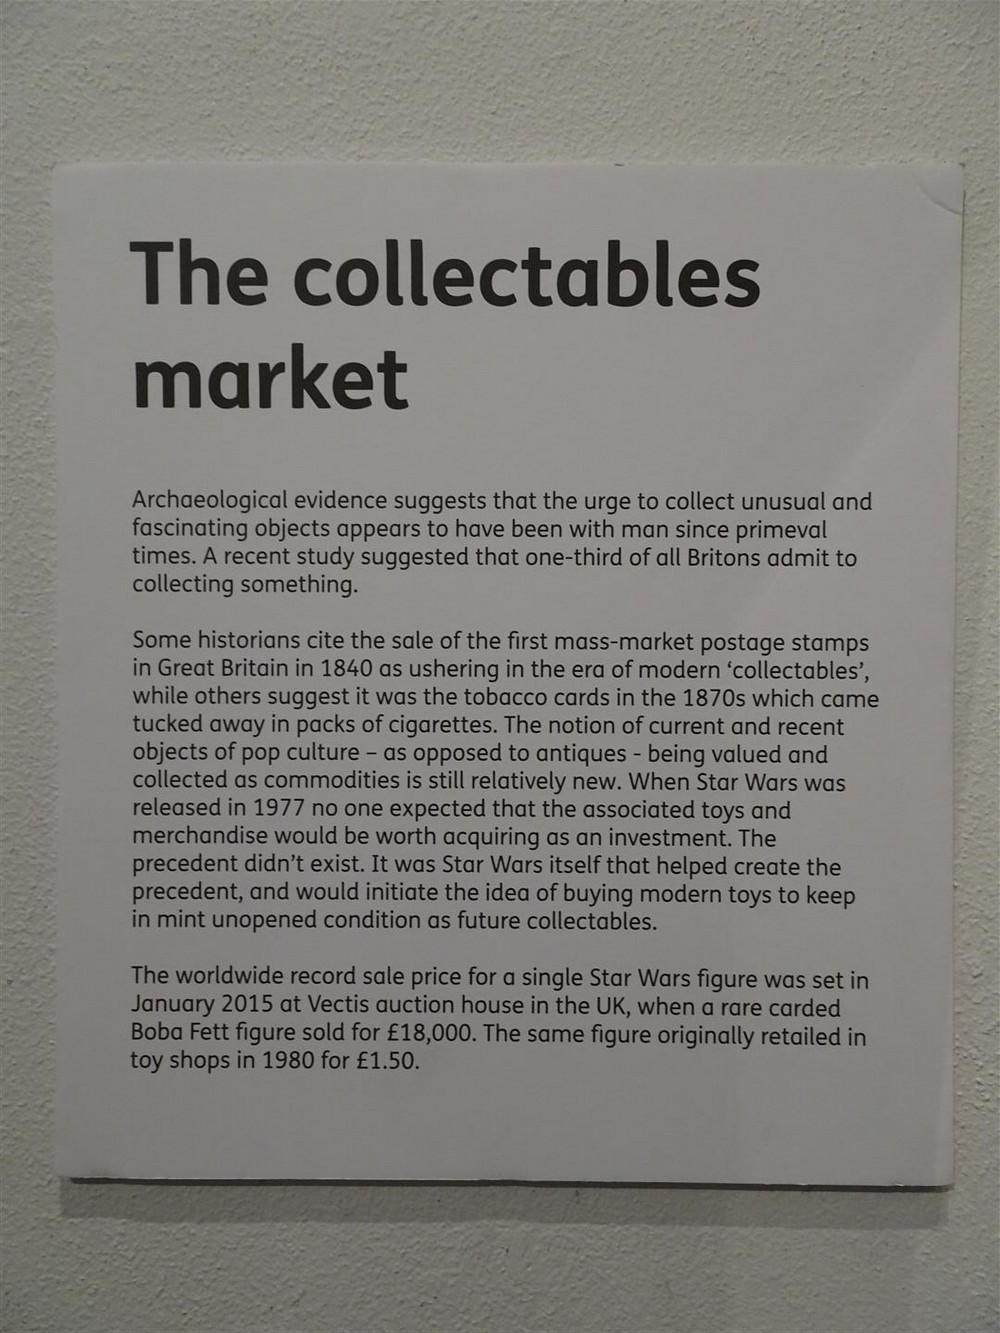 The collectables
market
Archaeological evidence suggests that the urge to collect unusual and
fascinating objects appears to have been with man since primeval
times. A recent study suggested that one-third of all Britons admit to
collecting something.
Some historians cite the sale of the first mass-market postage stamps
in Great Britain in 1840 as ushering in the era of modern ‘collectables’,
while others suggest it was the tobacco cards in the 1870s which came
tucked away in packs of cigarettes. The notion of current and recent
objects of pop culture – as opposed to antiques - being valued and
collected as commodities is still relatively new. When Star Wars was
released in 1977 no one expected that the associated toys and
merchandise would be worth acquiring as an investment. The
precedent didn’t exist. It was Star Wars itself that helped create the
precedent, and would initiate the idea of buying modern toys to keep
in mint unopened condition as future collectables.
The worldwide record sale price for a single Star Wars figure was set in
January 2015 at Vectis auction house in the UK, when a rare carded
Boba Fett figure sold for £18,000. The same figure originally retailed in
toy shops in 1980 for £1.50.